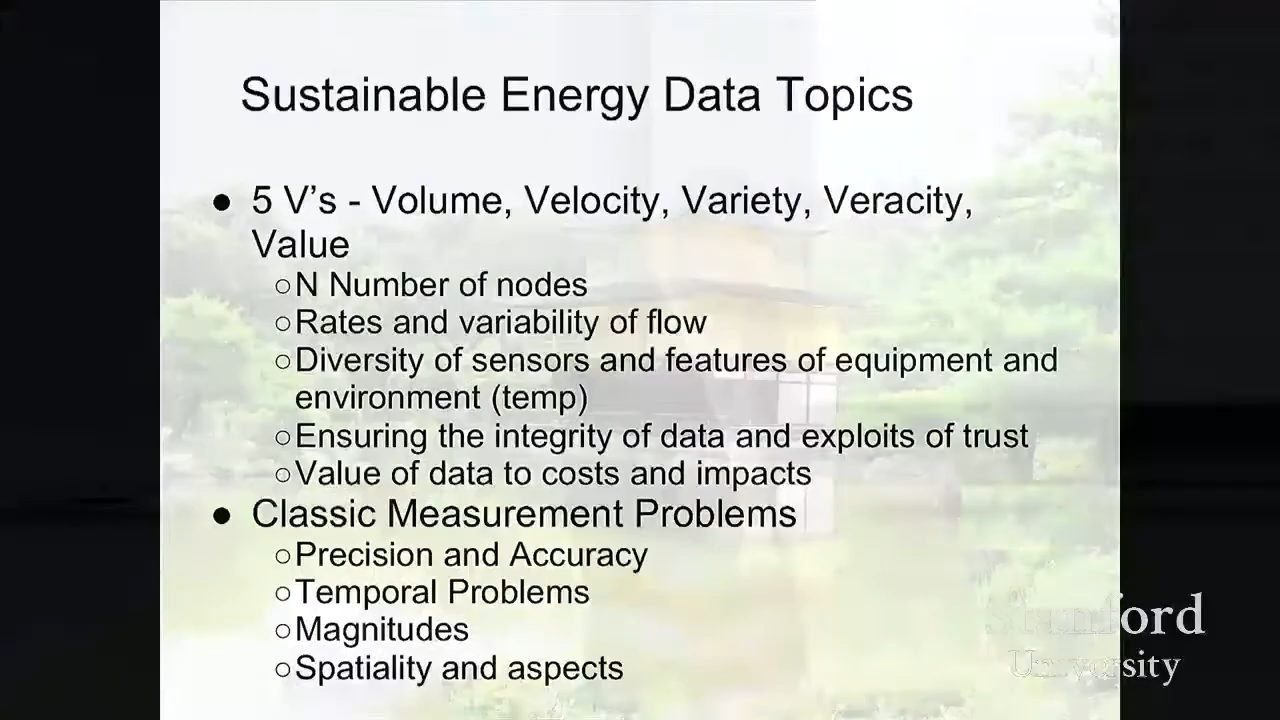 Sustainable Energy Data Topics
● 5 V's - Volume, Velocity, Variety, Veracity,
Value
○N Number of nodes
○Rates and variability of flow
○Diversity of sensors and features of equipment and
environment (temp)
○Ensuring the integrity of data and exploits of trust
○Value of data to costs and impacts
● Classic Measurement Problems
○Precision and Accuracy
○Temporal Problems
○Magnitudes
○Spatiality and aspects
Stanford
University